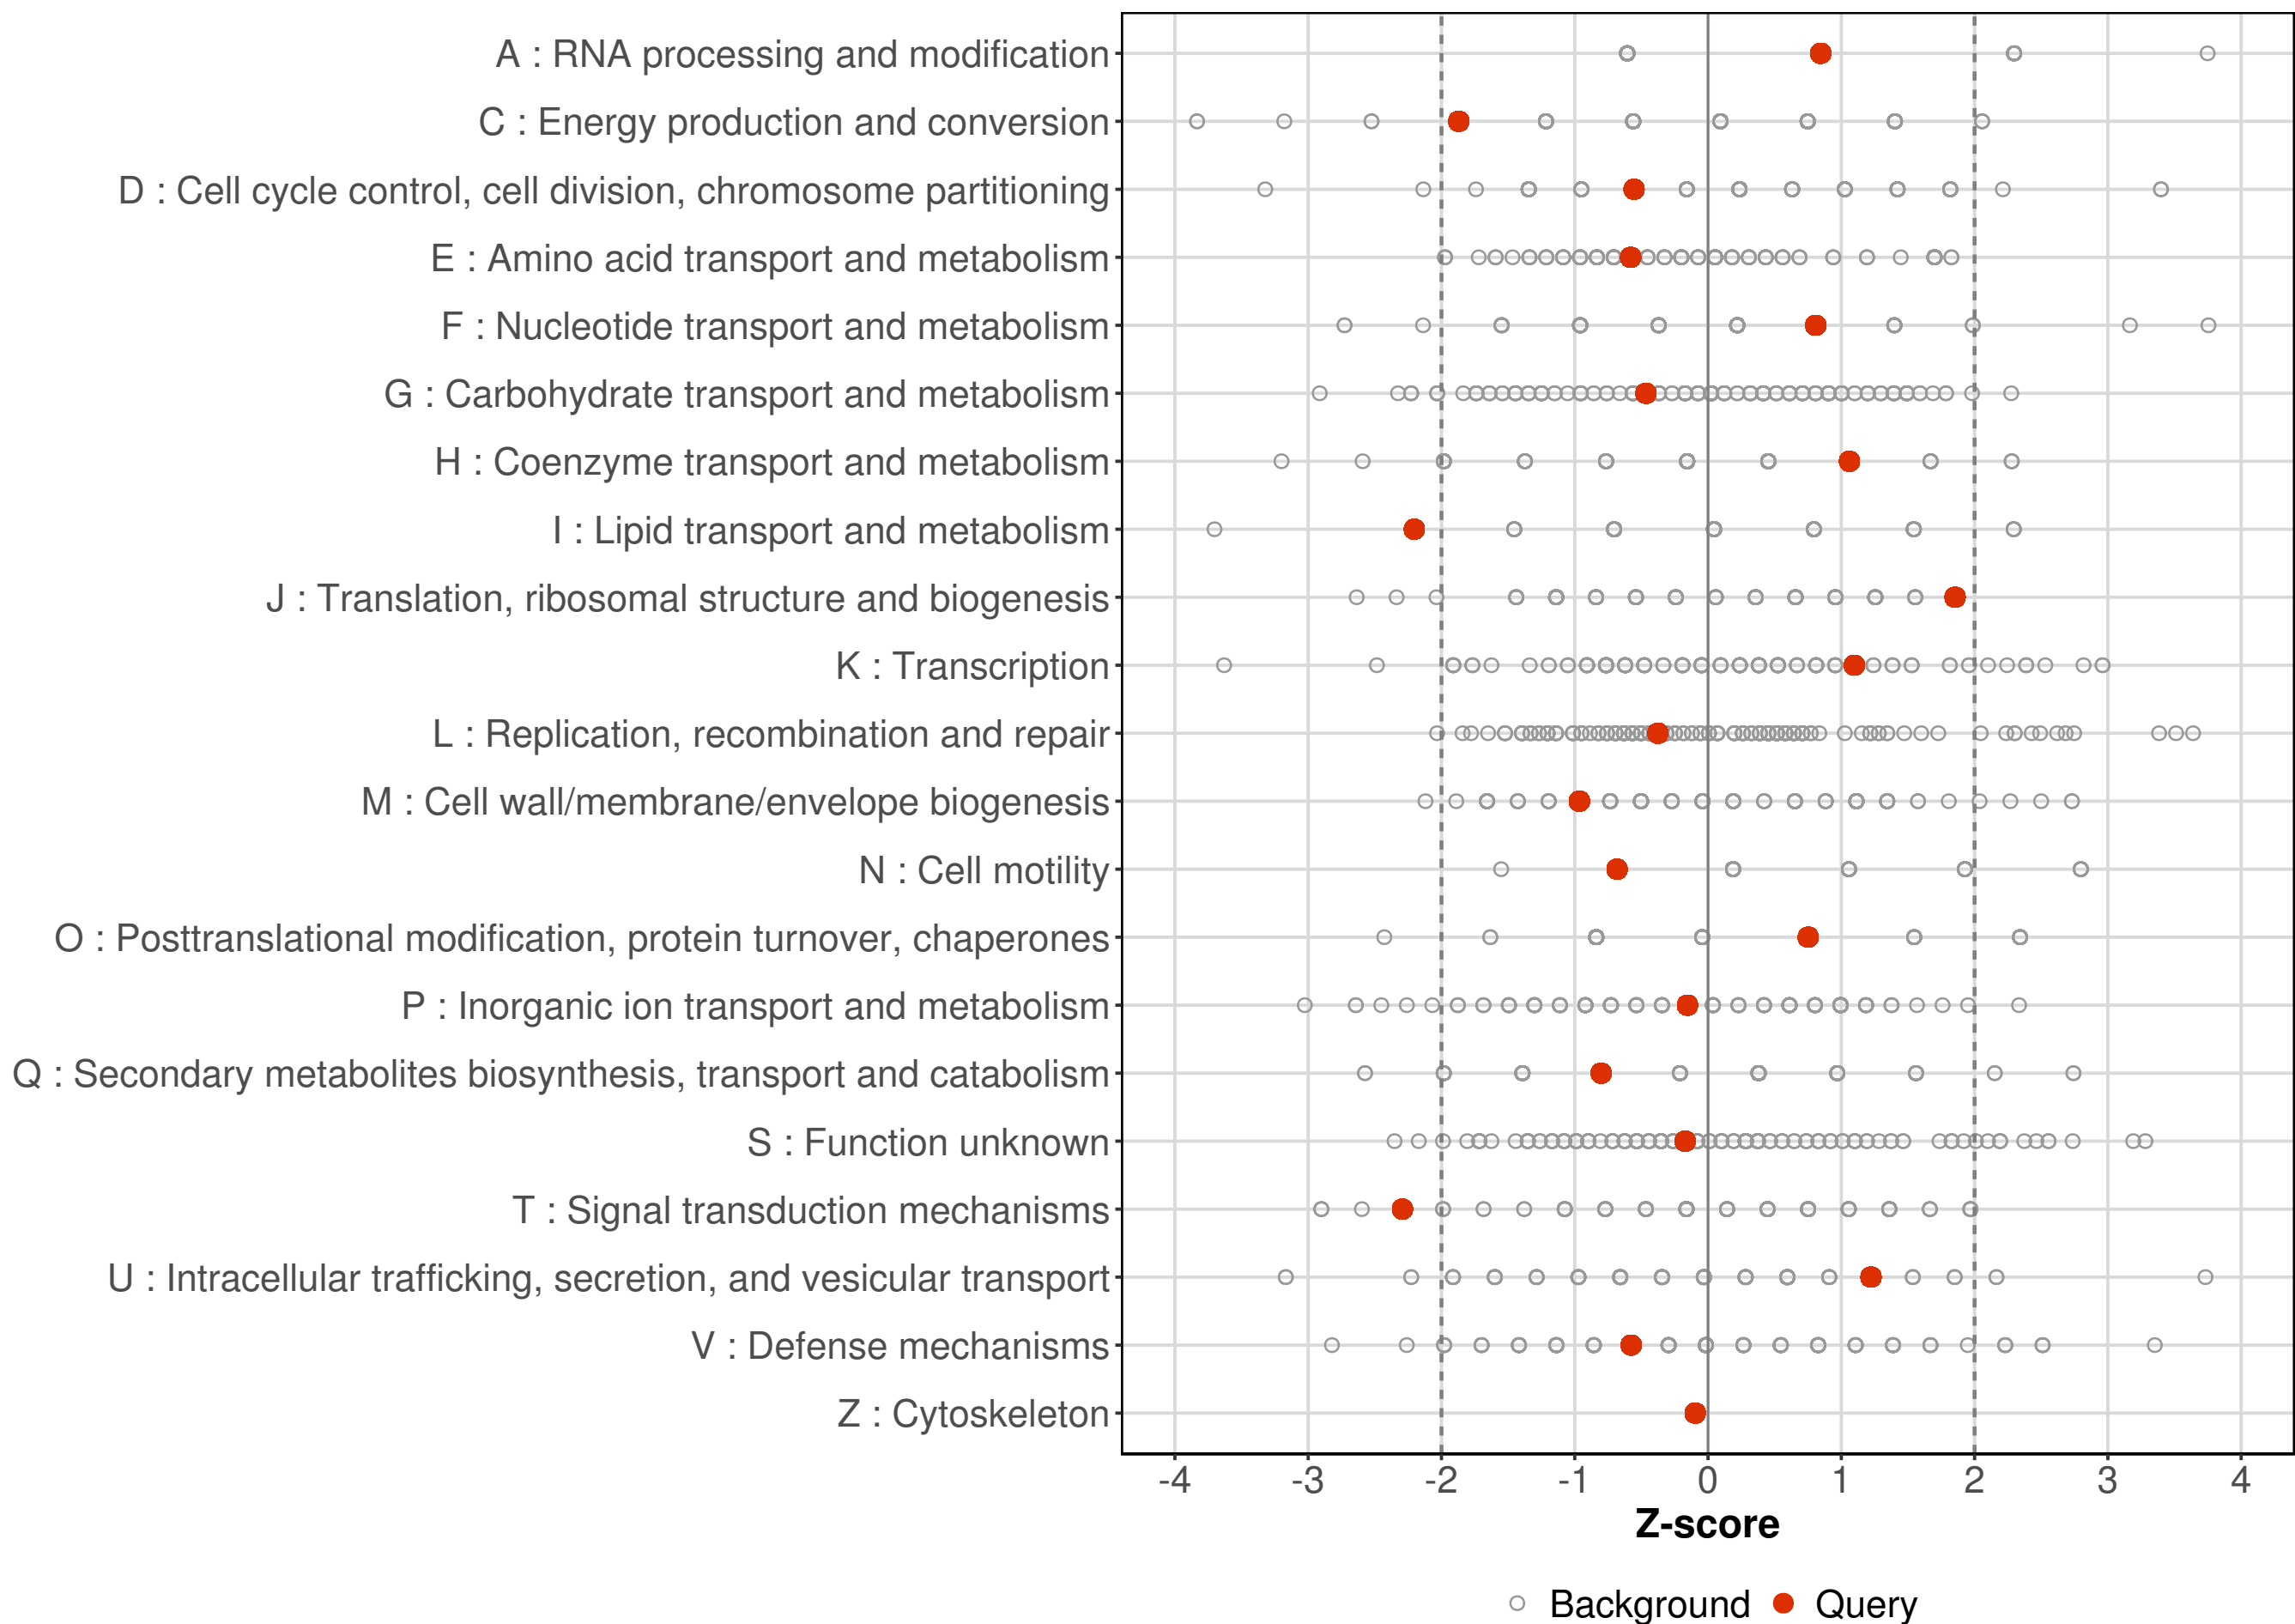 A : RNA processing and modification
C : Energy production and conversion
D : Cell cycle control, cell division, chromosome partitioning
E : Amino acid transport and metabolism
F : Nucleotide transport and metabolism
G : Carbohydrate transport and metabolism
H : Coenzyme transport and metabolism
I : Lipid transport and metabolism
J : Translation, ribosomal structure and biogenesis
K : Transcription
L : Replication, recombination and repair
M : Cell wall/membrane/envelope biogenesis
N : Cell motility
O : Posttranslational modification, protein turnover, chaperones
P : Inorganic ion transport and metabolism
Q : Secondary metabolites biosynthesis, transport and catabolism
S : Function unknown
T : Signal transduction mechanisms
U : Intracellular trafficking, secretion, and vesicular transport
V : Defense mechanisms
Z : Cytoskeleton
-4 -3 -2 -1 0 1 2 3 4
Z-score
Background Query